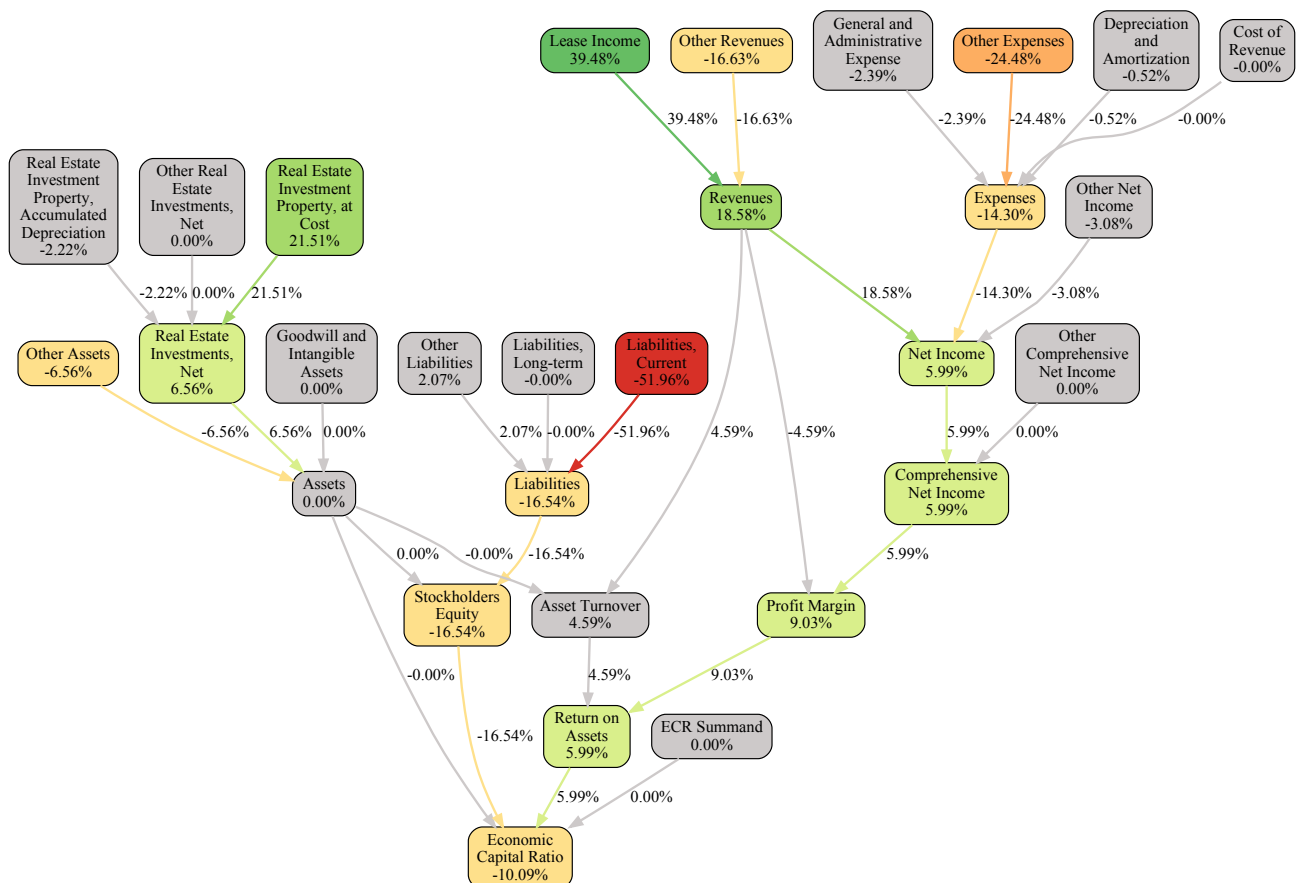 Lease Income
39.48%
Other Revenues
-16.63%
General and
Administrative
Expense
-2.39%
Other Expenses
-24.48%
Depreciation
and
Amortization
-0.52%
Cost of
Revenue
-0.00%
39.48%
-16.63%
-2.39%
-24.48%
-0.52%
-0.00%
Real Estate
Investment
Property,
Accumulated
Depreciation
-2.22%
Other Real
Estate
Investments,
Net
0.00%
Real Estate
Investment
Property, at
Cost
21.51%
Revenues
18.58%
Expenses
-14.30%
Other Net
Income
-3.08%
-2.22%
0.00%
21.51%
18.58%
-14.30%
-3.08%
Other Assets
-6.56%
Real Estate
Investments,
Net
6.56%
Goodwill and
Intangible
Assets
0.00%
Other
Liabilities
2.07%
Liabilities,
Long-term
-0.00%
Liabilities,
Current
-51.96%
Net Income
5.99%
Other
Comprehensive
Net Income
0.00%
-6.56%
6.56%
0.00%
2.07%
-0.00%
-51.96%
4.59%
-4.59%
5.99%
0.00%
Assets
0.00%
Liabilities
-16.54%
Comprehensive
Net Income
5.99%
0.00%
-0.00%
-16.54%
5.99%
Stockholders
Equity
-16.54%
Asset Turnover
4.59%
Profit Margin
9.03%
-0.00%
4.59%
9.03%
Return on
Assets
5.99%
ECR Summand
0.00%
-16.54%
5.99%
0.00%
Economic
Capital Ratio
-10.09%